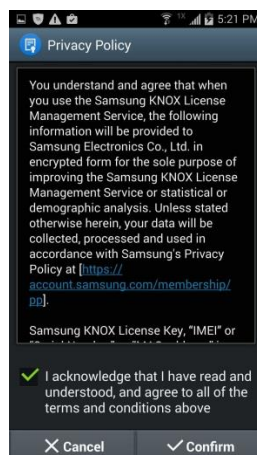 1X 5:21 PM
Privacy Policy
You understand and agree that when
you use the Samsung KNOX License
Management Service, the following
information will be provided to
Samsung Electronics Co., Ltd. in
encrypted form for the sole purpose of
improving the Samsung KNOX License
Management Service or statistical or
demographic analysis. Unless stated
otherwise herein, your data will be
collected, processed and used in
accordance with Samsung's Privacy
Policy at [https://
account.samsung.com/membership/
pp].
Samsung KNOX License Key, "IMEI" or
I acknowledge that I have read and
understood, and agree to all of the
terms and conditions above
Cancel Confirm